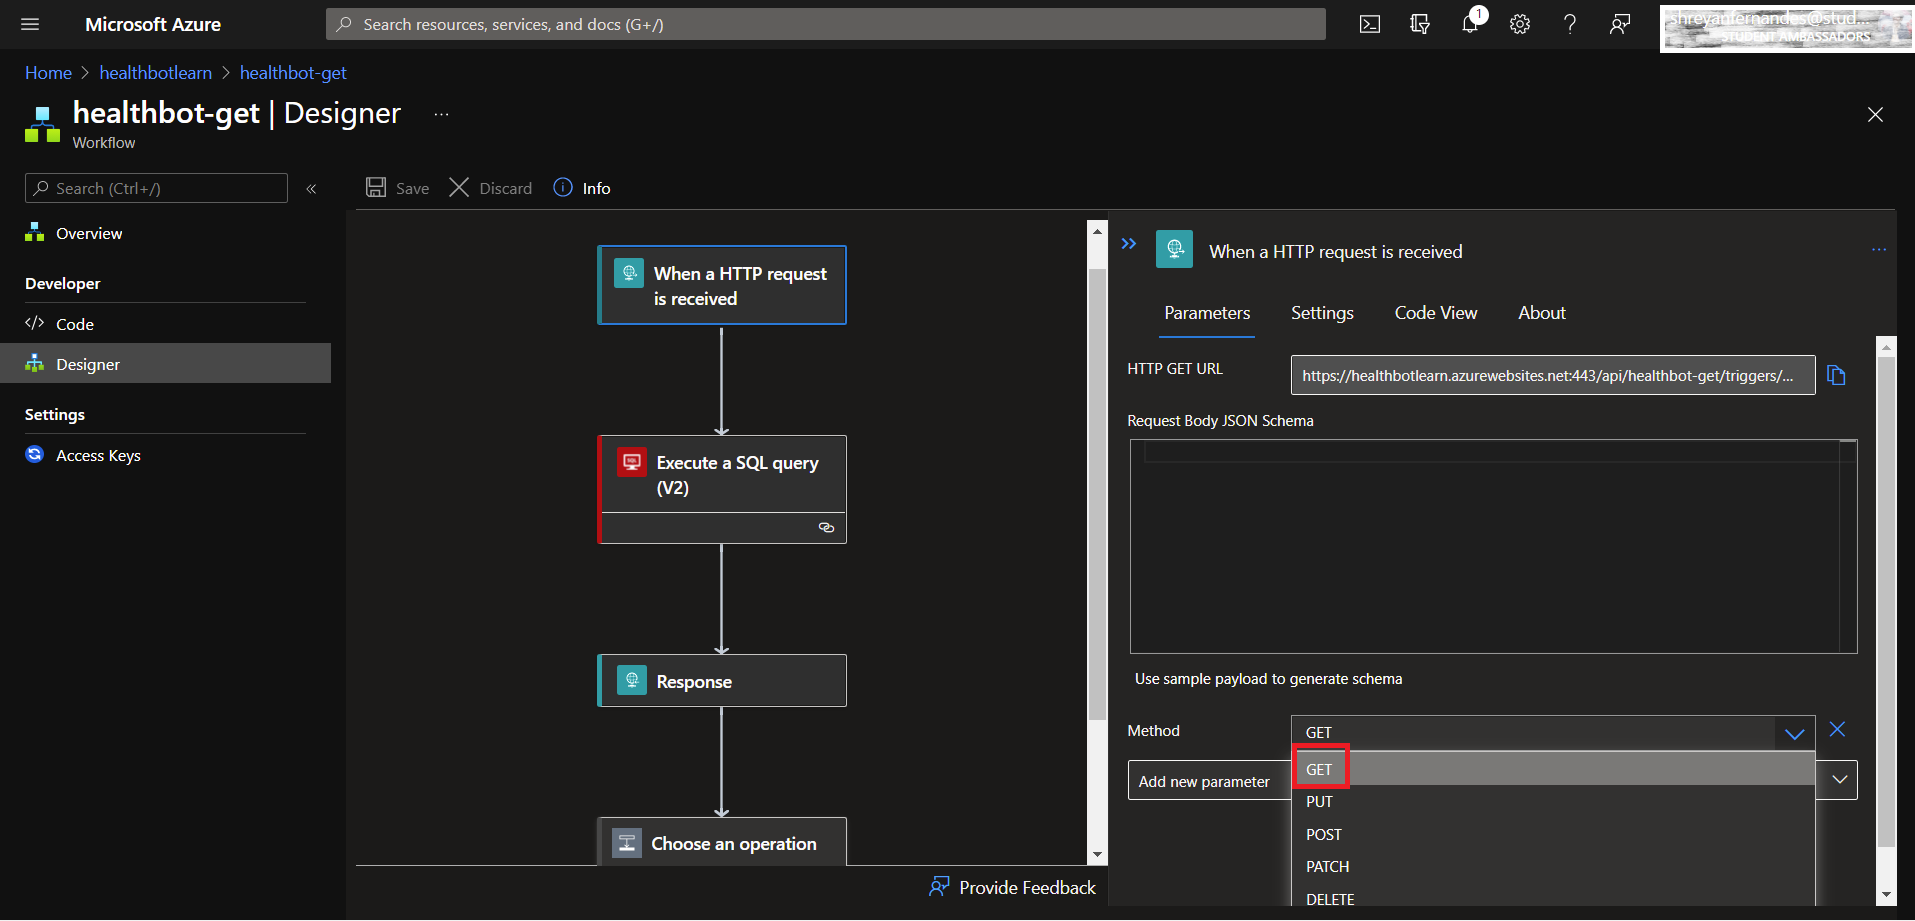 Microsoft Azure
Search resources, services, and docs (G+/)
1
shreyanfernandes@stud...
STUDENT AMBASSADORS
Home > healthbotlearn > healthbot-get
healthbot-get | Designer ...
Workflow
Search (Ctrl+/)
«
Save
Discard
Info
Overview
Developer
Code
Designer
Settings
Access Keys
When a HTTP request
is received
Execute a SQL query
(V2)
Response
Choose an operation
Provide Feedback
When a HTTP request is received
...
Parameters
Settings
Code View
About
HTTP GET URL
https://healthbotlearn.azurewebsites.net:443/api/healthbot-get/triggers/...
Request Body JSON Schema
Use sample payload to generate schema
Method
GET
Add new parameter
GET
PUT
POST
PATCH
DELETE